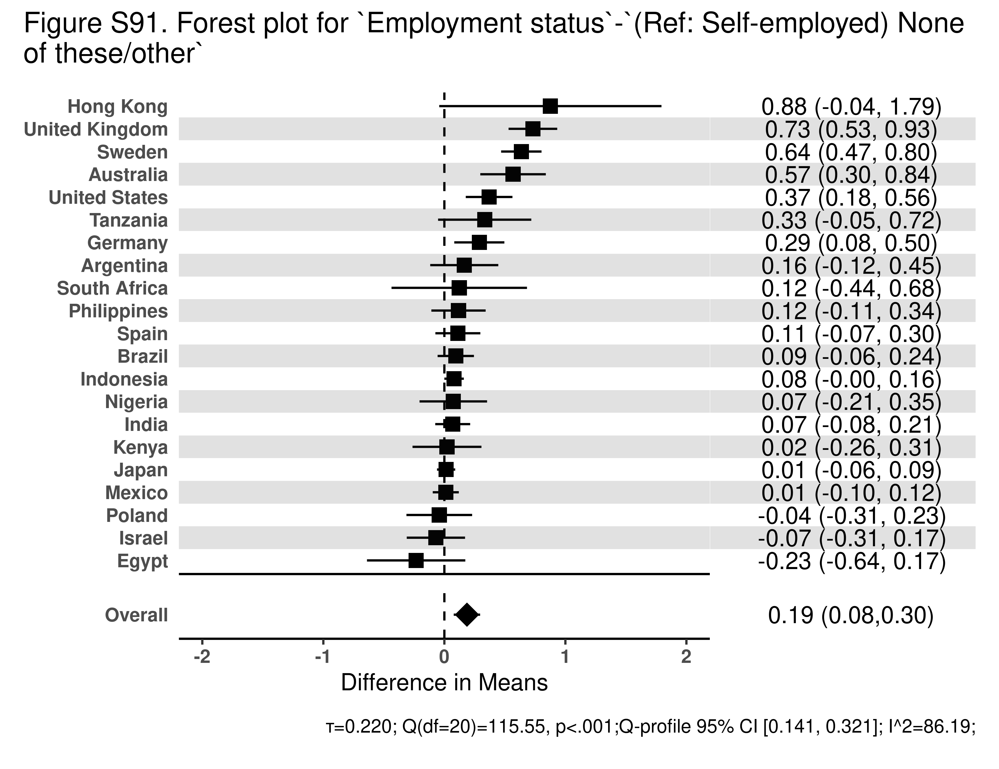 Figure S91. Forest plot for `Employment status`-`(Ref: Self-employed) None
of these/other`
Hong Kong 0.88 (-0.04, 1.79)
United Kingdom 0.73 (0.53, 0.93)
Sweden 0.64 (0.47, 0.80)
Australia 0.57 (0.30, 0.84)
United States 0.37 (0.18, 0.56)
Tanzania 0.33 (-0.05, 0.72)
Germany 0.29 (0.08, 0.50)
Argentina 0.16 (-0.12, 0.45)
South Africa 0.12 (-0.44, 0.68)
Philippines 0.12 (-0.11, 0.34)
Spain 0.11 (-0.07, 0.30)
Brazil 0.09 (-0.06, 0.24)
Indonesia 0.08 (-0.00, 0.16)
Nigeria 0.07 (-0.21, 0.35)
India 0.07 (-0.08, 0.21)
Kenya 0.02 (-0.26, 0.31)
Japan 0.01 (-0.06, 0.09)
Mexico 0.01 (-0.10, 0.12)
Poland -0.04 (-0.31, 0.23)
Israel -0.07 (-0.31, 0.17)
Egypt -0.23 (-0.64, 0.17)
Overall 0.19 (0.08,0.30)
-2 -1 0 1 2
Difference in Means
τ=0.220; Q(df=20)=115.55, p<.001;Q-profile 95% CI [0.141, 0.321]; I^2=86.19;